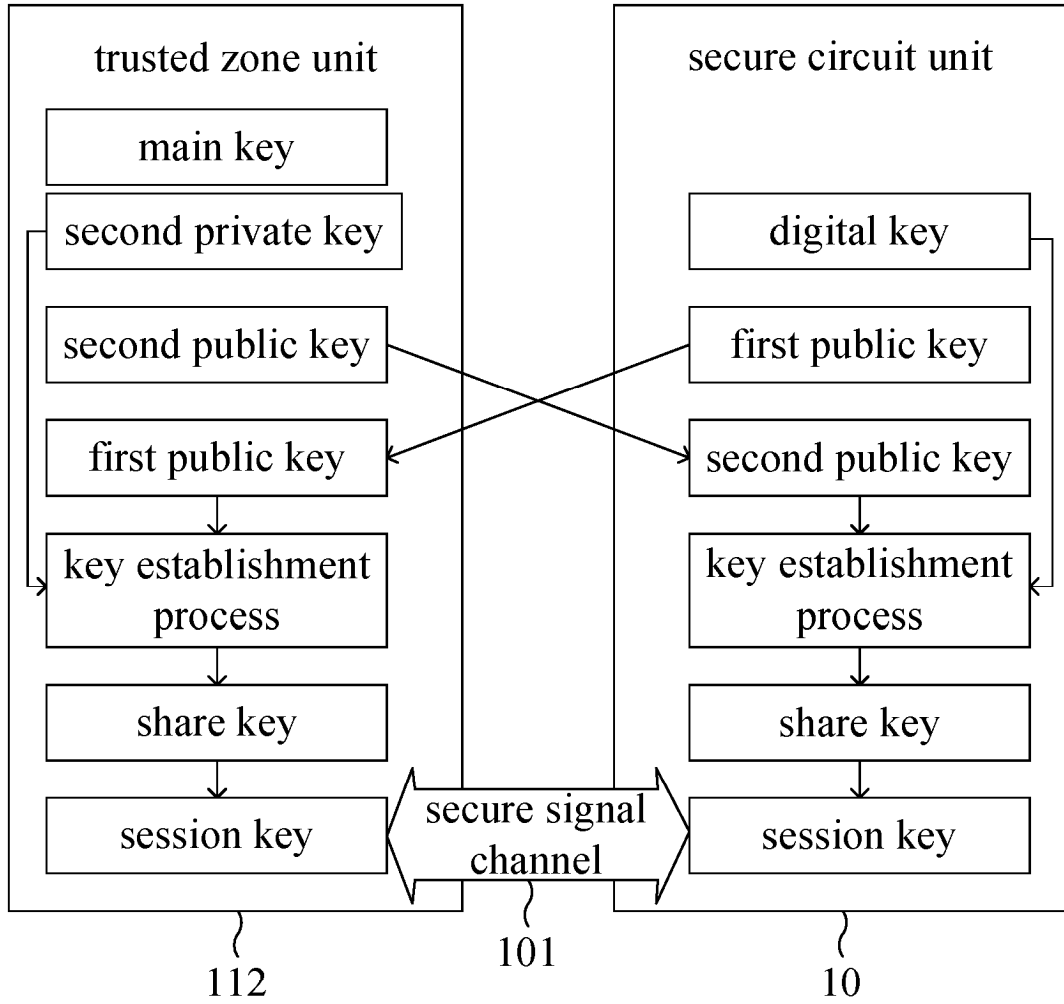 trusted zone unit
main key
second private key
second public key
first public key
key establishment
process
share key
session key
secure circuit unit
digital key
first public key
second public key
key establishment
process
share key
session key
secure signal
channel
112
101
10